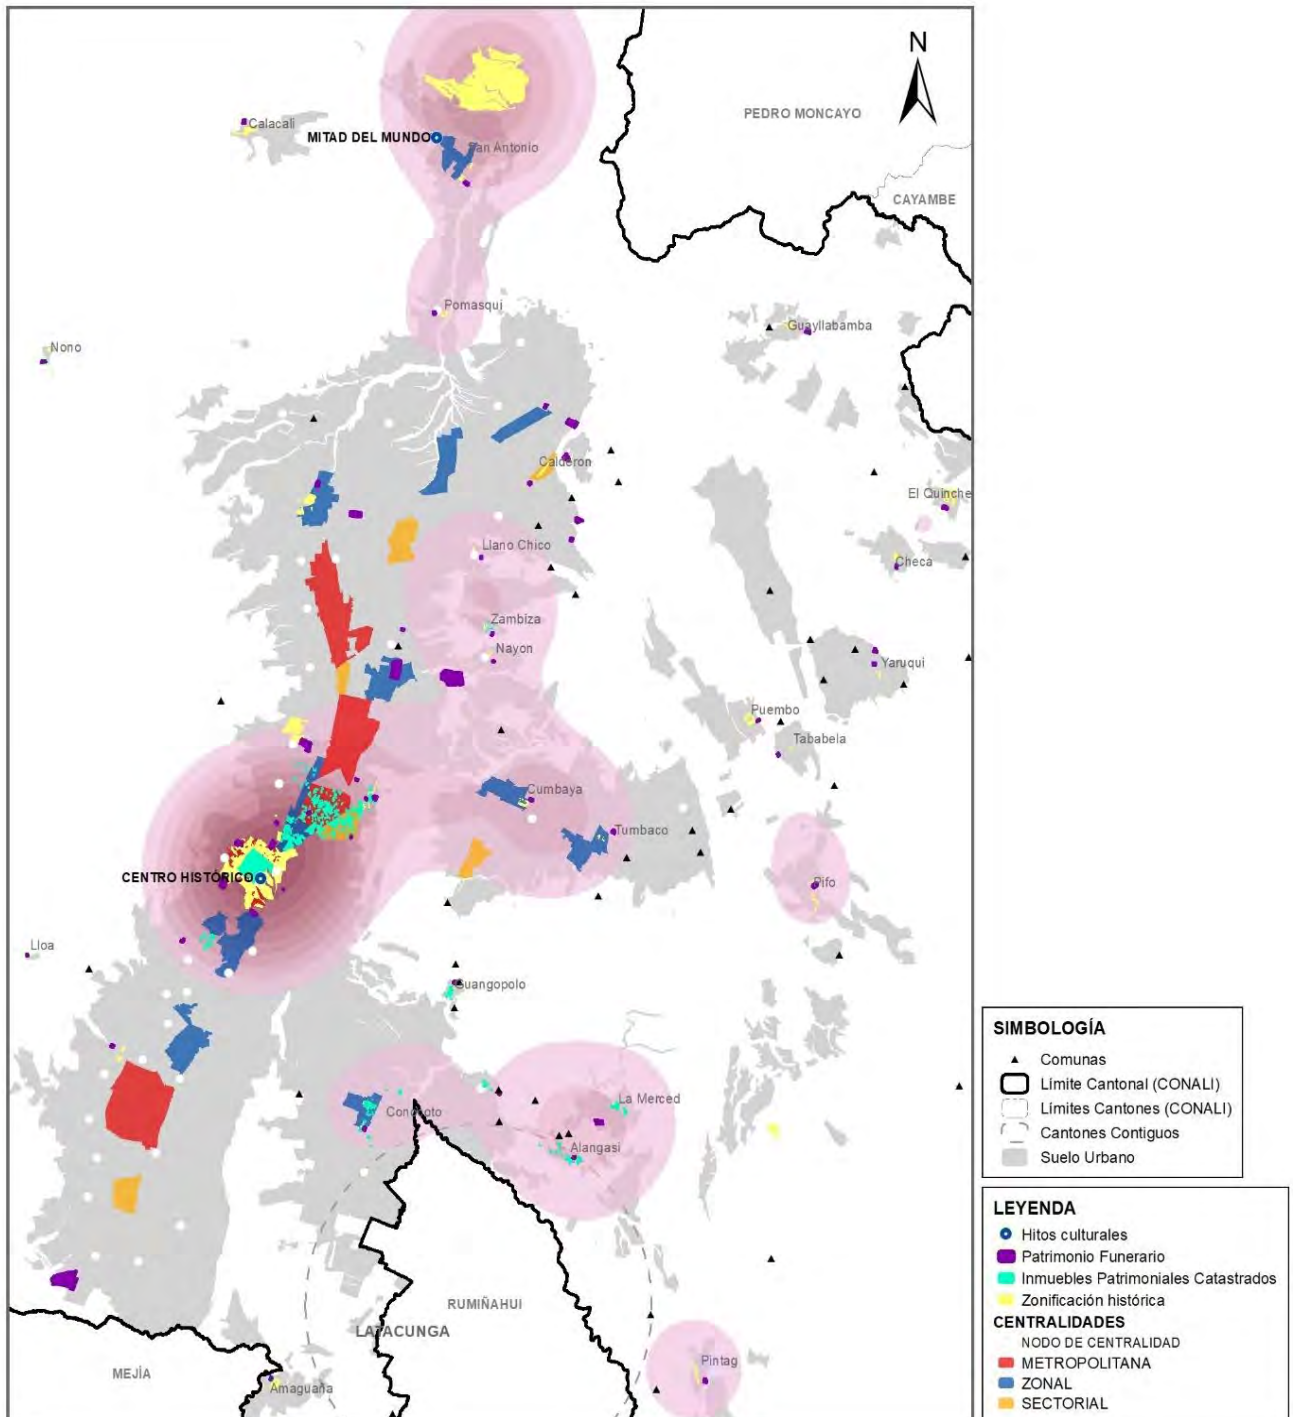 N
PEDRO MONCAYO
Calacali
MITAD DEL MUNDO
San Antonio
CAYAMBE
Pomasqui
Guayllabamba
Nono
Calderon
El Quinche
Llano Chico
Checa
Zambiza
Nayon
Yaruqui
Puembo
Tababela
Cumbaya
Tumbaco
CENTRO HISTÓRICO
Pifo
Lloa
Guangopolo
La Merced
Conocoto
Alangasi
RUMIÑAHUI
LATACUNGA
Pintag
MEJÍA
Amaguaña
SIMBOLOGÍA
Comunas
Límite Cantonal (CONALI)
Límites Cantones (CONALI)
Cantones Contiguos
Suelo Urbano
LEYENDA
Hitos culturales
Patrimonio Funerario
Inmuebles Patrimoniales Catastrados
Zonificación histórica
CENTRALIDADES
NODO DE CENTRALIDAD
METROPOLITANA
ZONAL
SECTORIAL